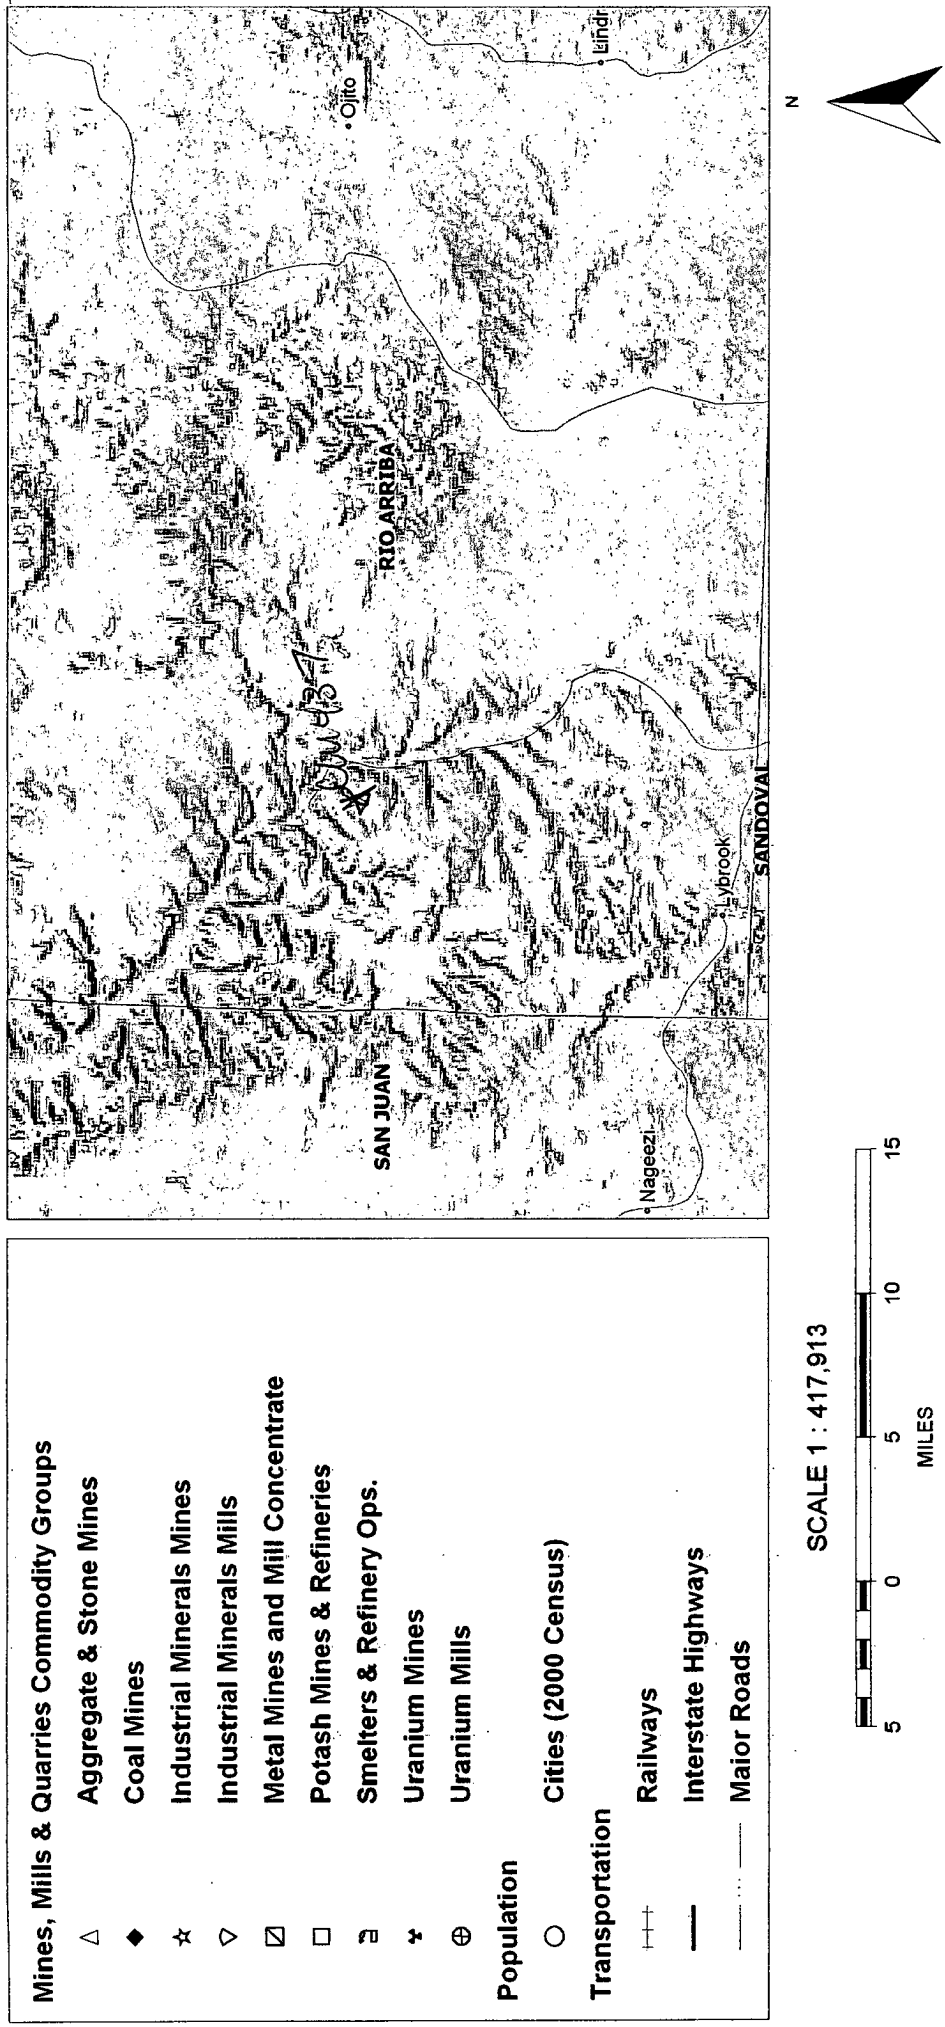 Mines, Mills & Quarries Commodity Groups
Aggregate & Stone Mines
Coal Mines
Industrial Minerals Mines
Industrial Minerals Mills
Metal Mines and Mill Concentrate
Potash Mines & Refineries
Smelters & Refinery Ops.
Uranium Mines
Uranium Mills
Population
Cities (2000 Census)
Transportation
Railways
Interstate Highways
Major Roads
SAN JUAN
RIO ARRIBA
Ojito
Lindr
Nageezi
Lybrook
SANDOVAL
N
SCALE 1 : 417,913
5 0 5 10 15
MILES